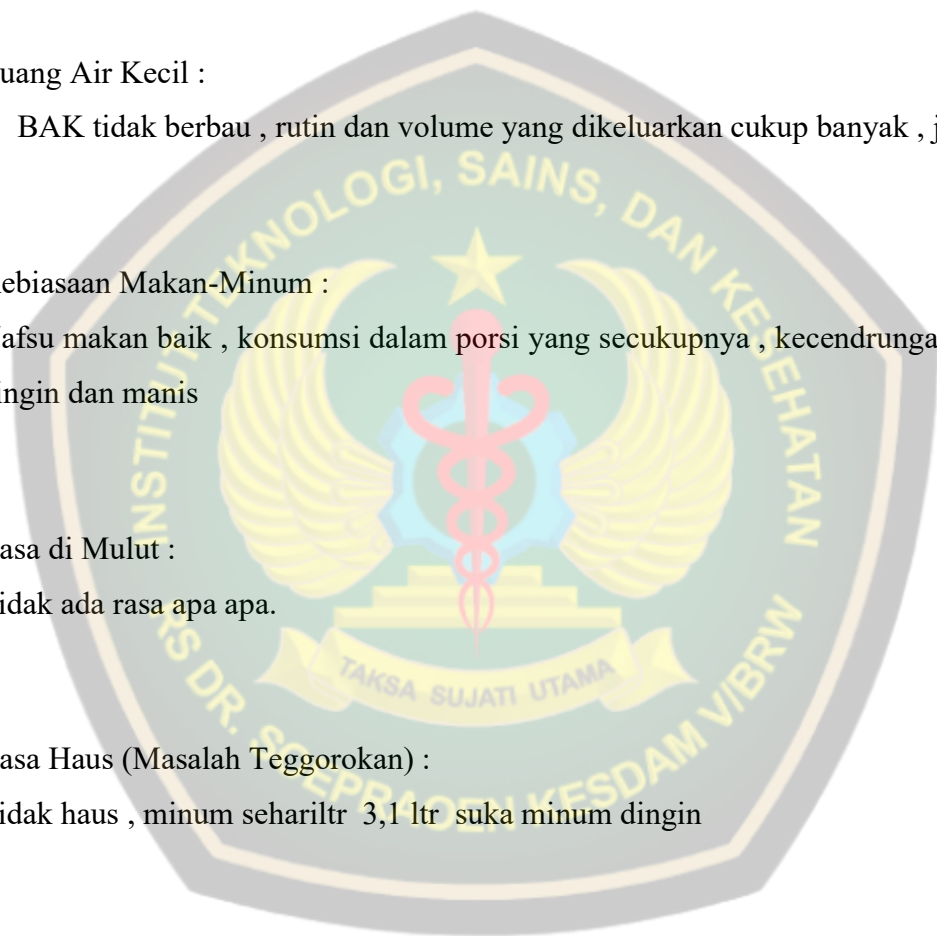 uang Air Kecil :
BAK tidak berbau , rutin dan volume yang dikeluarkan cukup banyak , j
ebiasaan Makan-Minum :
afsu makan baik , konsumsi dalam porsi yang secukupnya , kecendrunga
ingin dan manis
asa di Mulut :
idak ada rasa apa apa.
asa Haus (Masalah Teggorokan) :
idak haus , minum sehariltr 3,1 ltr suka minum dingin
INSTITUT TEKNOLOGI, SAINS, DAN KESEHATAN
TAKSA SUJATI UTAMA
RS DR. SOEPRAOEN KESDAM V/BRW